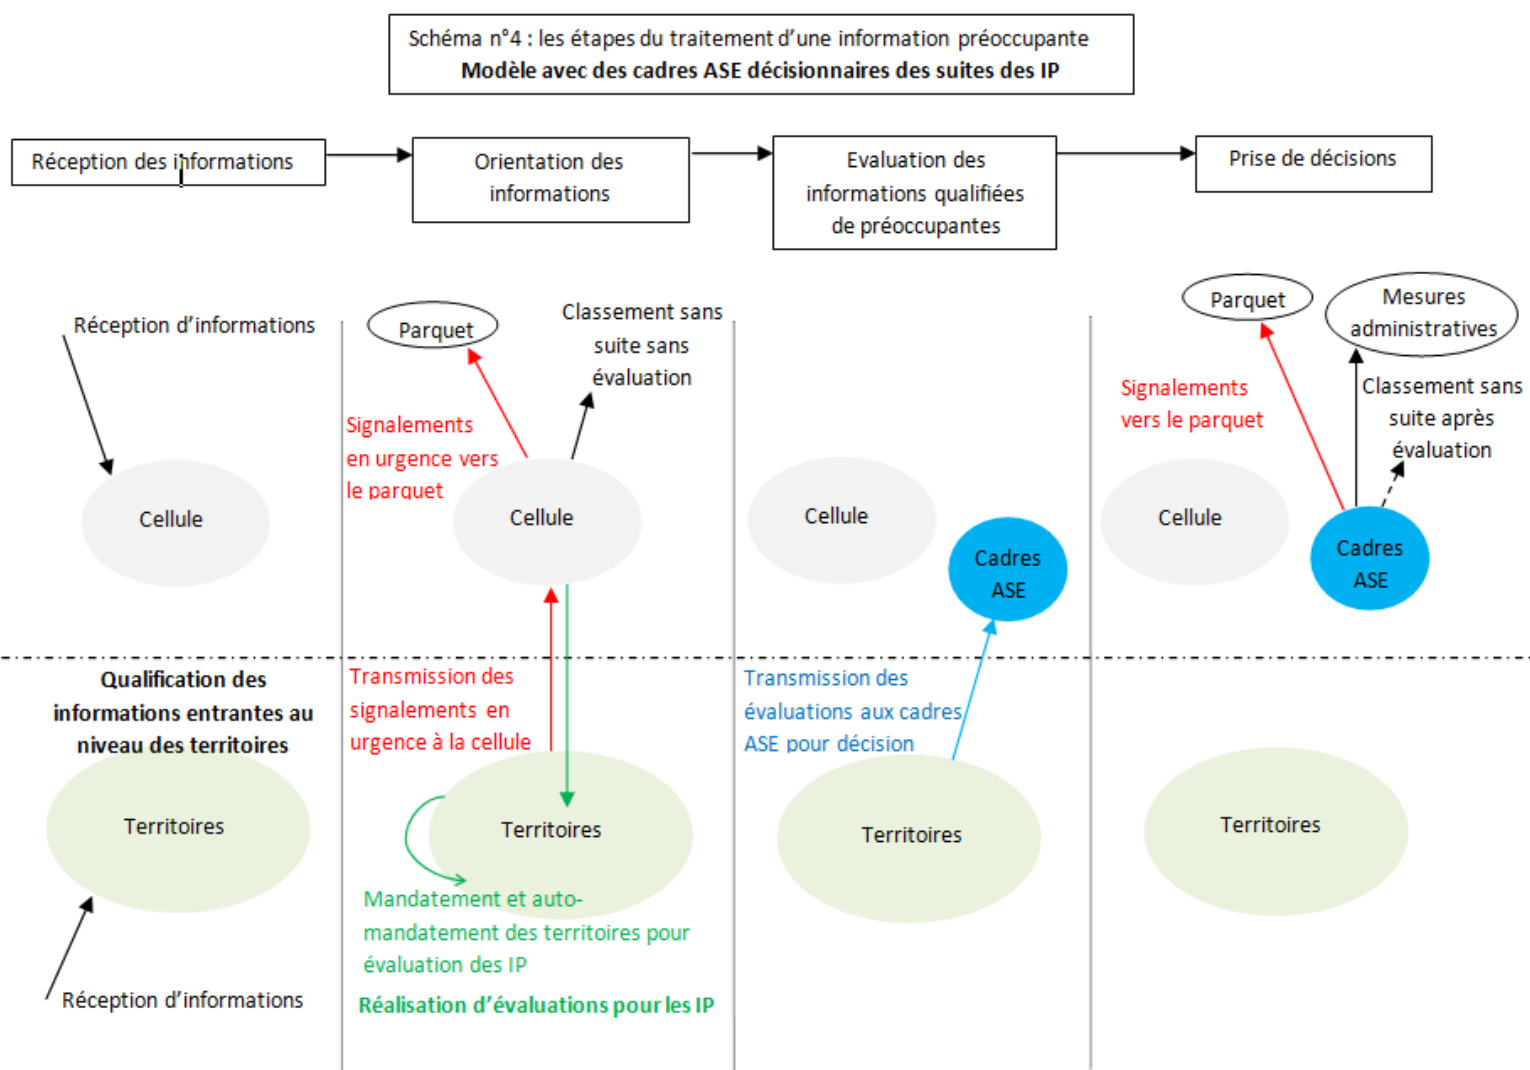 Schéma n°4 : les étapes du traitement d’une information préoccupante
Modèle avec des cadres ASE décisionnaires des suites des IP
Réception des informations
Orientation des
informations
Evaluation des
informations qualifiées
de préoccupantes
Prise de décisions
Réception d’informations
Cellule
Qualification des
informations entrantes au
niveau des territoires
Territoires
Réception d’informations
Parquet
Classement sans
suite sans
évaluation
Signalements
en urgence vers
le parquet
Cellule
Transmission des
signalements en
urgence à la cellule
Territoires
Mandatement et auto-
mandatement des territoires pour
évaluation des IP
Réalisation d’évaluations pour les IP
Cellule
Cadres
ASE
Transmission des
évaluations aux cadres
ASE pour décision
Territoires
Parquet
Mesures
administratives
Signalements
vers le parquet
Classement sans
suite après
évaluation
Cellule
Cadres
ASE
Territoires